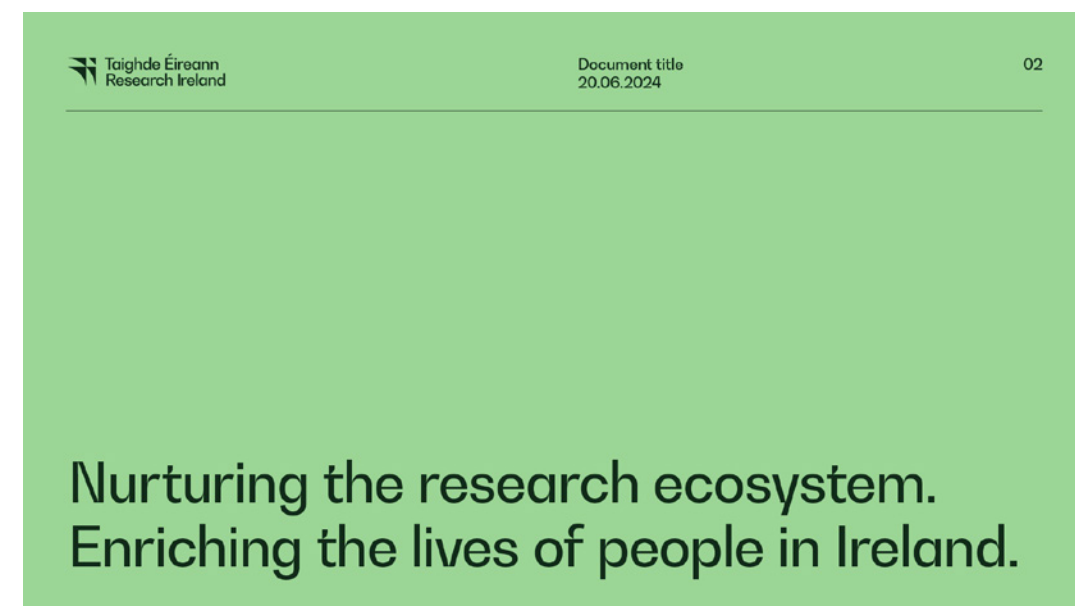 Taighde Éireann
Research Ireland
Document title
20.06.2024
02
Nurturing the research ecosystem.
Enriching the lives of people in Ireland.